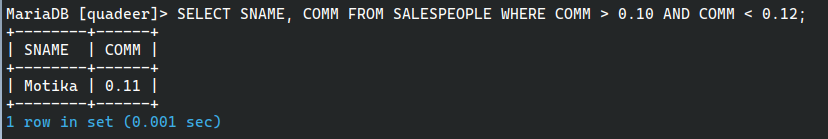 MariaDB [quadeer]> SELECT SNAME, COMM FROM SALESPEOPLE WHERE COMM > 0.10 AND COMM < 0.12;
+--------+------+
| SNAME  | COMM |
+--------+------+
| Motika | 0.11 |
+--------+------+
1 row in set (0.001 sec)